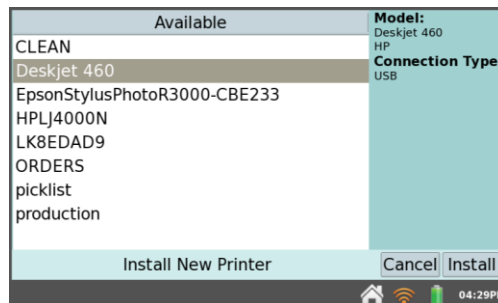 Available
CLEAN
Deskjet 460
EpsonStylusPhotoR3000-CBE233
HPLJ4000N
LK8EDAD9
ORDERS
picklist
production
Model:
Deskjet 460
HP
Connection Type
USB
Install New Printer
Cancel Install
04:29P